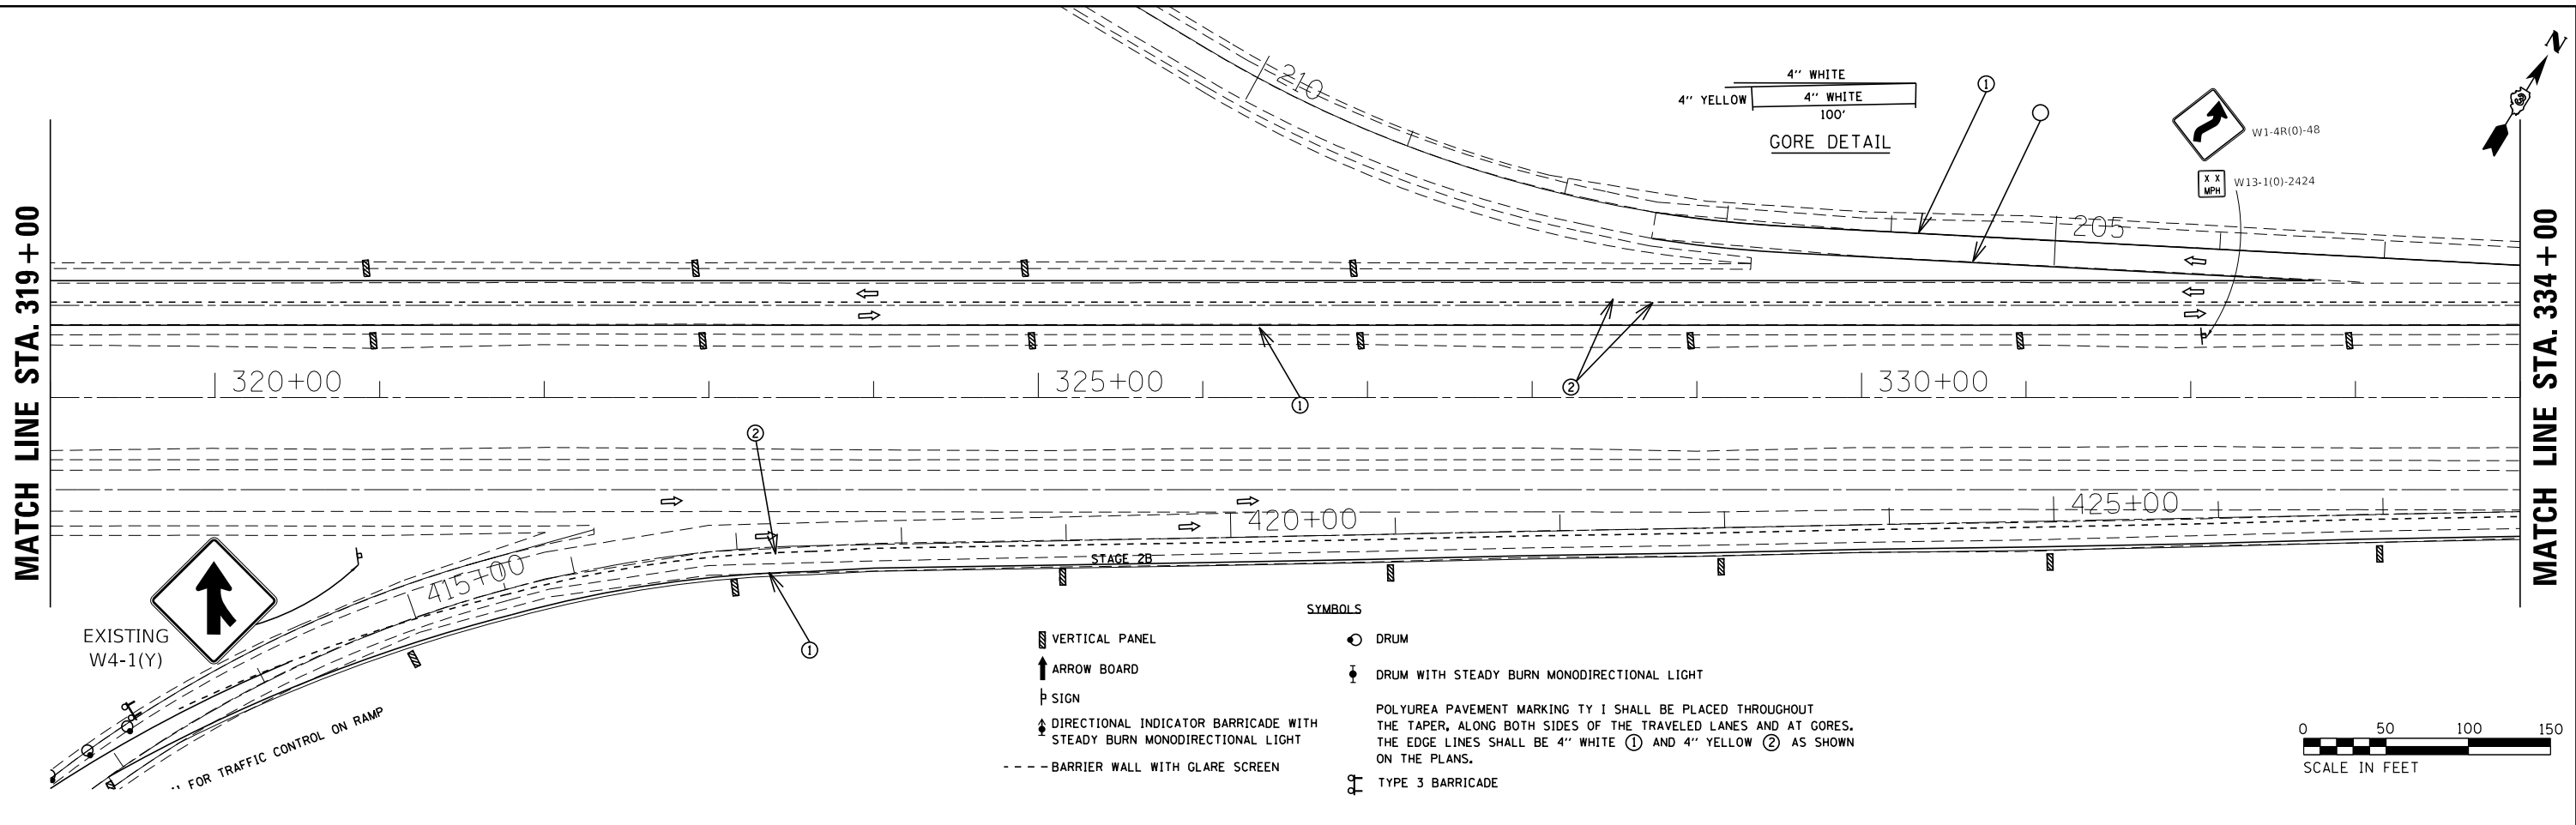 MATCH LINE STA. 319+00
210
4" WHITE
4" YELLOW
4" WHITE
100'
GORE DETAIL
1
W1-4R(O)-48
X X
MPH
W13-1(O)-2424
N
3
205
MATCH LINE STA. 334+00
320+00
325+00
330+00
2
1
2
415+00
420+00
425+00
STAGE 2B
1
EXISTING
W4-1(Y)
FOR TRAFFIC CONTROL ON RAMP
SYMBOLS
VERTICAL PANEL
ARROW BOARD
SIGN
DIRECTIONAL INDICATOR BARRICADE WITH
STEADY BURN MONODIRECTIONAL LIGHT
BARRIER WALL WITH GLARE SCREEN
DRUM
DRUM WITH STEADY BURN MONODIRECTIONAL LIGHT
POLYUREA PAVEMENT MARKING TY I SHALL BE PLACED THROUGHOUT
THE TAPER, ALONG BOTH SIDES OF THE TRAVELED LANES AND AT GORES.
THE EDGE LINES SHALL BE 4" WHITE 1 AND 4" YELLOW 2 AS SHOWN
ON THE PLANS.
TYPE 3 BARRICADE
0 50 100 150
SCALE IN FEET